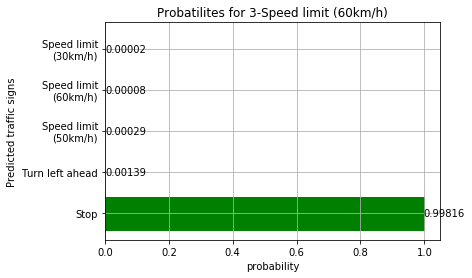 Probatilites for 3-Speed limit (60km/h)
Predicted traffic signs
Speed limit
(30km/h)
0.00002
Speed limit
(60km/h)
0.00008
Speed limit
(50km/h)
0.00029
Turn left ahead
0.00139
Stop
0.99816
0.0 0.2 0.4 0.6 0.8 1.0
probability